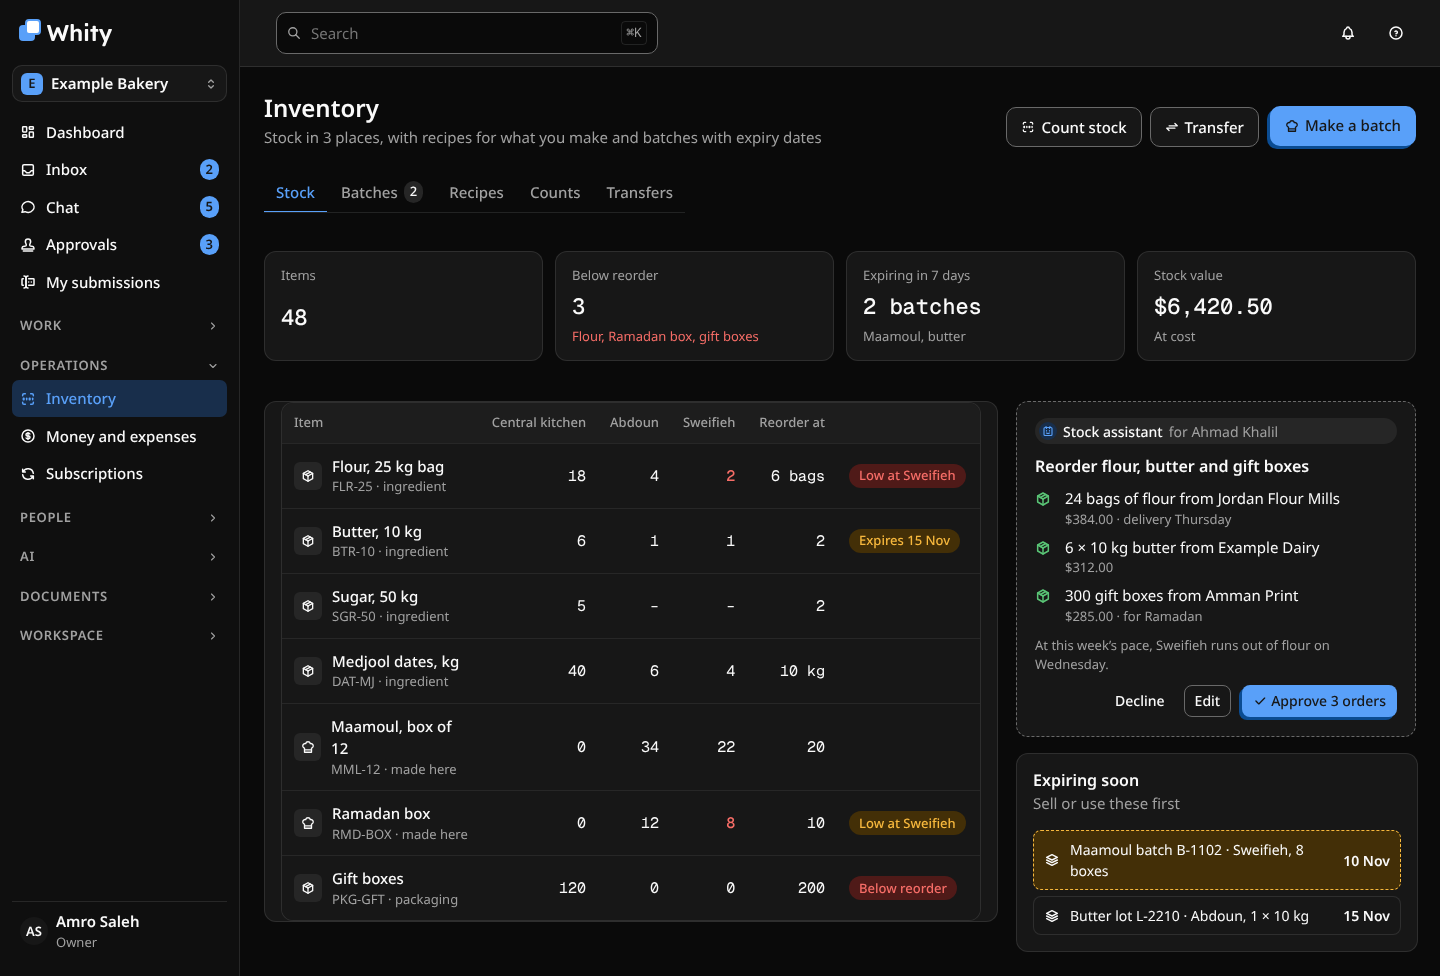 Whity
Search
⌘K
E
Example Bakery
Dashboard
Inbox 2
Chat 5
Approvals 3
My submissions
WORK
OPERATIONS
Inventory
Money and expenses
Subscriptions
PEOPLE
AI
DOCUMENTS
WORKSPACE
AS
Amro Saleh
Owner
Inventory
Stock in 3 places, with recipes for what you make and batches with expiry dates
Count stock
Transfer
Make a batch
Stock
Batches 2
Recipes
Counts
Transfers
Items
48
Below reorder
3
Flour, Ramadan box, gift boxes
Expiring in 7 days
2 batches
Maamoul, butter
Stock value
$6,420.50
At cost
Item Central kitchen Abdoun Sweifieh Reorder at
Flour, 25 kg bag
FLR-25 · ingredient
18 4 2 6 bags Low at Sweifieh
Butter, 10 kg
BTR-10 · ingredient
6 1 1 2 Expires 15 Nov
Sugar, 50 kg
SGR-50 · ingredient
5 – – 2
Medjool dates, kg
DAT-MJ · ingredient
40 6 4 10 kg
Maamoul, box of
12
MML-12 · made here
0 34 22 20
Ramadan box
RMD-BOX · made here
0 12 8 10 Low at Sweifieh
Gift boxes
PKG-GFT · packaging
120 0 0 200 Below reorder
Stock assistant for Ahmad Khalil
Reorder flour, butter and gift boxes
24 bags of flour from Jordan Flour Mills
$384.00 · delivery Thursday
6 × 10 kg butter from Example Dairy
$312.00
300 gift boxes from Amman Print
$285.00 · for Ramadan
At this week’s pace, Sweifieh runs out of flour on
Wednesday.
Decline
Edit
Approve 3 orders
Expiring soon
Sell or use these first
Maamoul batch B-1102 · Sweifieh, 8
boxes
10 Nov
Butter lot L-2210 · Abdoun, 1 × 10 kg
15 Nov